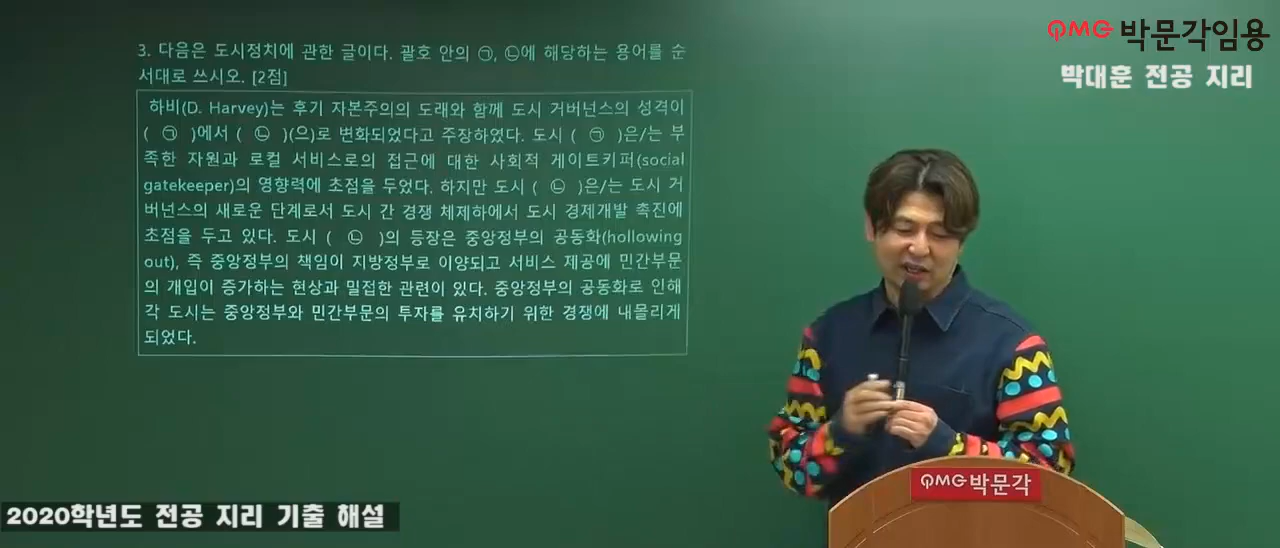 PMG 박문각임용
박대훈 전공 지리
3. 다음은 도시정치에 관한 글이다. 괄호 안의 ㉠, ㉡에 해당하는 용어를 순
서대로 쓰시오. [2점]
하비(D. Harvey)는 후기 자본주의의 도래와 함께 도시 거버넌스의 성격이
( ㉠ )에서 ( ㉡ )(으)로 변화되었다고 주장하였다. 도시 ( ㉠ )은/는 부
족한 자원과 로컬 서비스로의 접근에 대한 사회적 게이트키퍼(social
gatekeeper)의 영향력에 초점을 두었다. 하지만 도시 ( ㉡ )은/는 도시 거
버넌스의 새로운 단계로서 도시 간 경쟁 체제하에서 도시 경제개발 촉진에
초점을 두고 있다. 도시 ( ㉡ )의 등장은 중앙정부의 공동화(hollowing
out), 즉 중앙정부의 책임이 지방정부로 이양되고 서비스 제공에 민간부문
의 개입이 증가하는 현상과 밀접한 관련이 있다. 중앙정부의 공동화로 인해
각 도시는 중앙정부와 민간부문의 투자를 유치하기 위한 경쟁에 내몰리게
되었다.
PMG 박문각
2020학년도 전공 지리 기출 해설